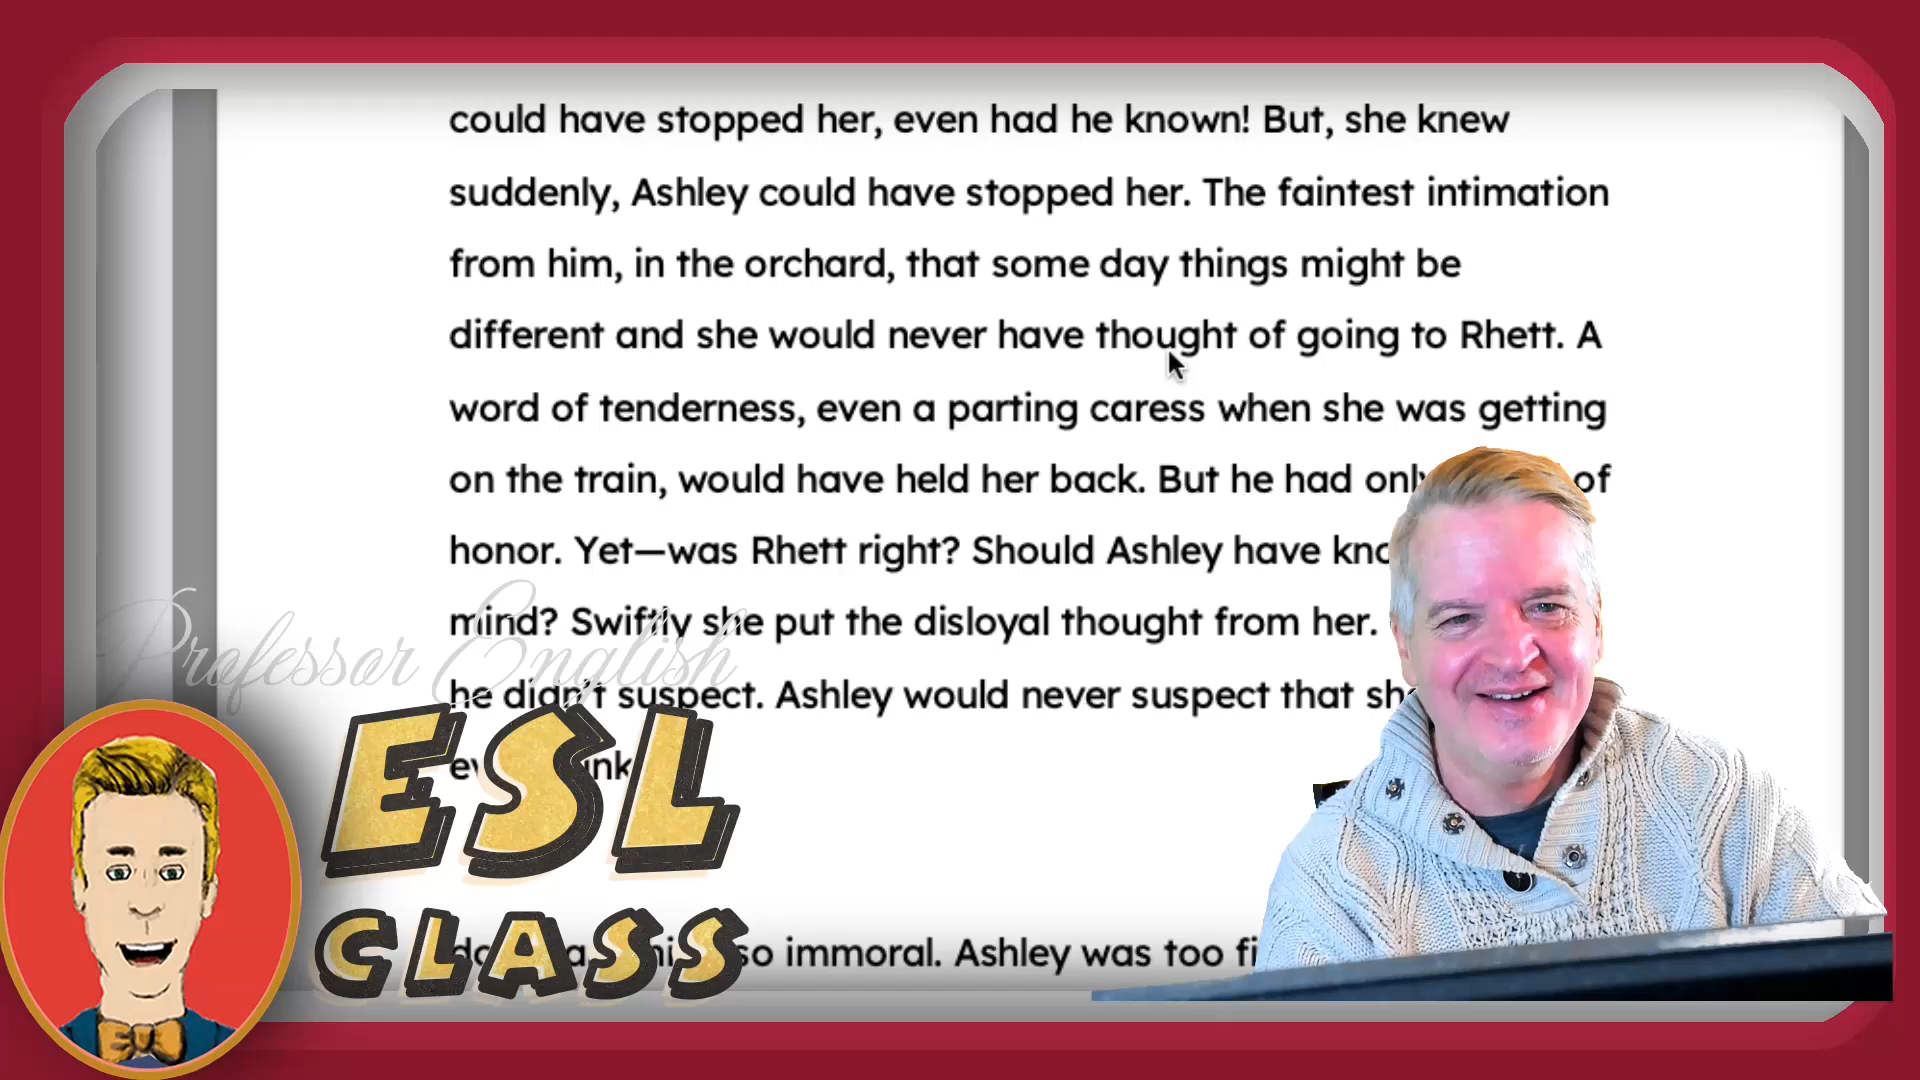 could have stopped her, even had he known! But, she knew
suddenly, Ashley could have stopped her. The faintest intimation
from him, in the orchard, that some day things might be
different and she would never have thought of going to Rhett. A
word of tenderness, even a parting caress when she was getting
on the train, would have held her back. But he had only of
honor. Yet—was Rhett right? Should Ashley have
mind? Swiftly she put the disloyal thought from her.
he didn't suspect. Ashley would never suspect that
so immoral. Ashley was too
Professor English
ESL
CLASS